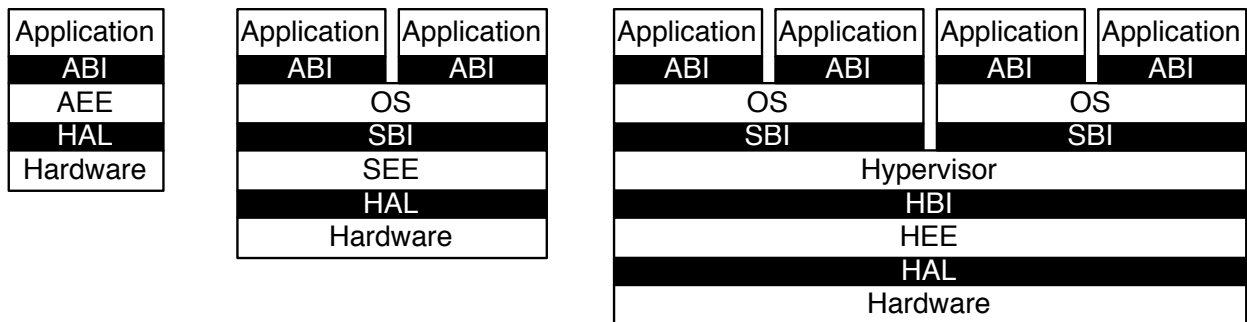 Application
ABI
AEE
HAL
Hardware
Application Application
ABI ABI
OS
SBI
SEE
HAL
Hardware
Application Application Application Application
ABI ABI ABI ABI
OS OS
SBI SBI
Hypervisor
HBI
HEE
HAL
Hardware